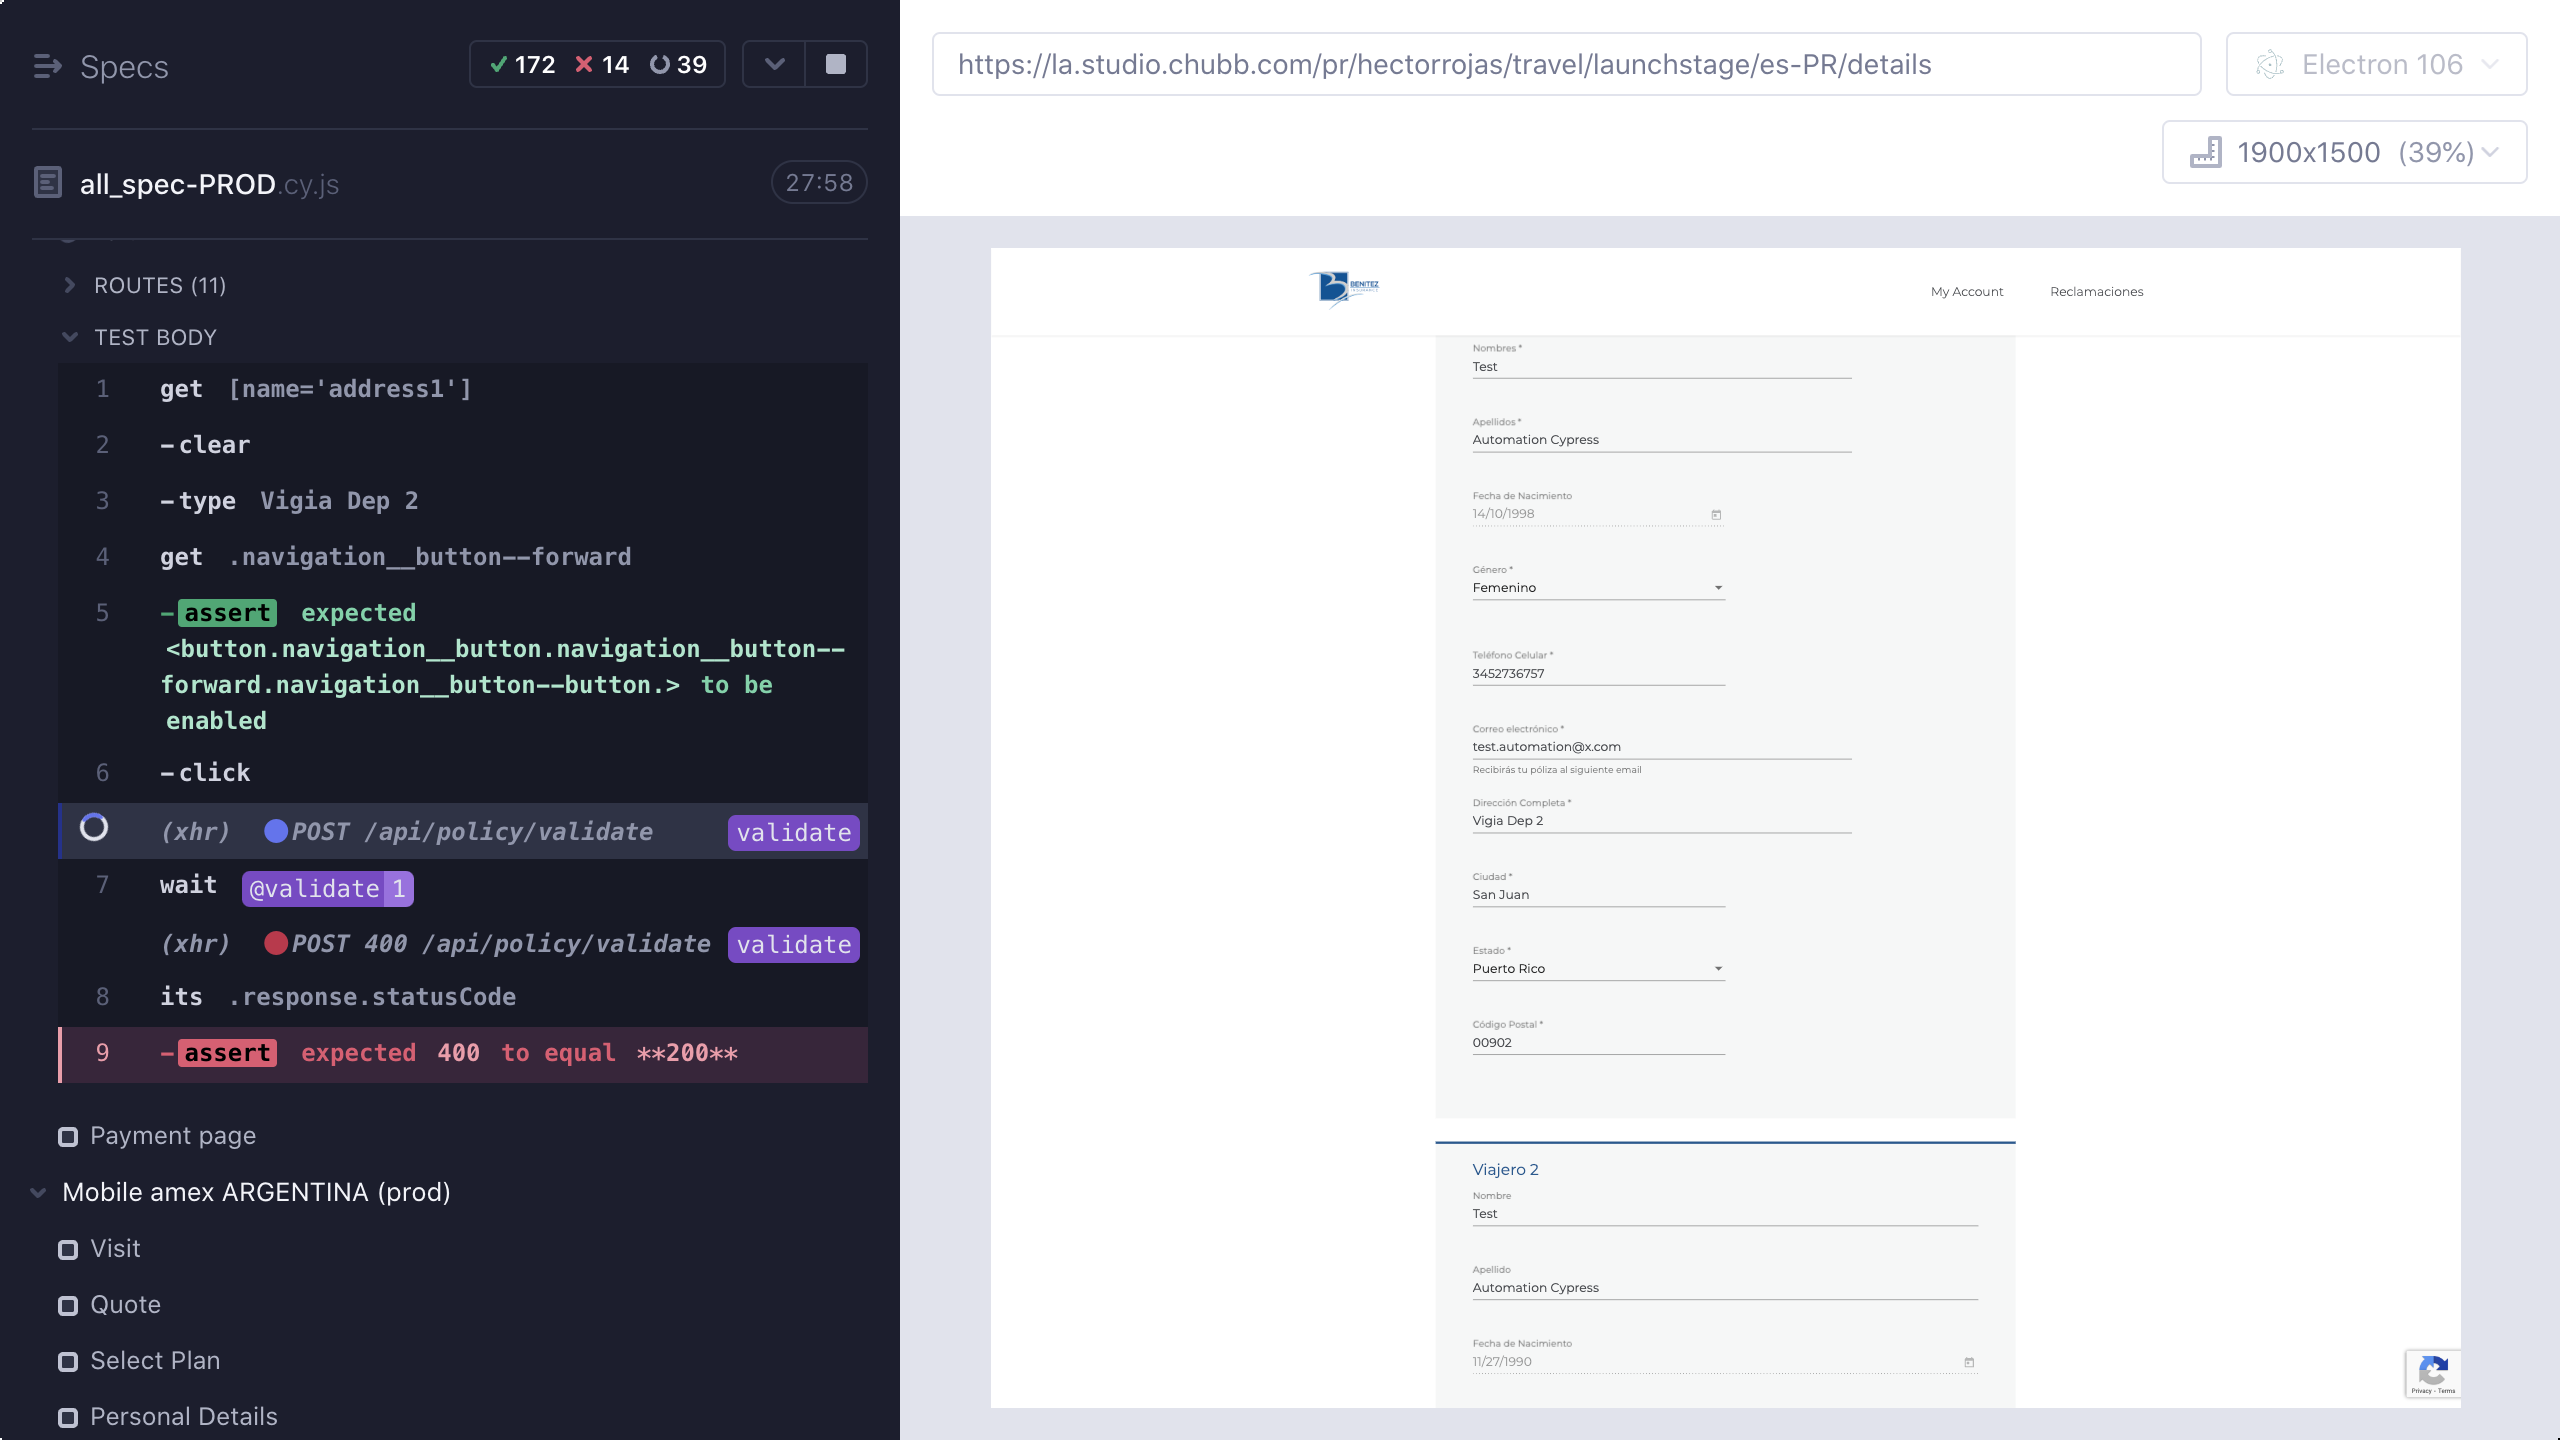 Specs
172 14 39
all_spec-PROD.cy.js 27:58
ROUTES (11)
TEST BODY
1 get [name='address1']
2 -clear
3 -type Vigia Dep 2
4 get .navigation__button--forward
5 -assert expected
<button.navigation__button.navigation__button--
forward.navigation__button--button.> to be
enabled
6 -click
(xhr) POST /api/policy/validate validate
7 wait @validate 1
(xhr) POST 400 /api/policy/validate validate
8 its .response.statusCode
9 -assert expected 400 to equal **200**
Payment page
Mobile amex ARGENTINA (prod)
Visit
Quote
Select Plan
Personal Details
https://la.studio.chubb.com/pr/hectorrojas/travel/launchstage/es-PR/details
Electron 106
1900x1500 (39%)
BENITEZ
INSURANCE
My Account
Reclamaciones
Nombres *
Test
Apellidos *
Automation Cypress
Fecha de Nacimiento
14/10/1998
Género *
Femenino
Teléfono Celular *
3452736757
Correo electrónico *
test.automation@x.com
Recibirás tu póliza al siguiente email
Dirección Completa *
Vigia Dep 2
Ciudad *
San Juan
Estado *
Puerto Rico
Código Postal *
00902
Viajero 2
Nombre
Test
Apellido
Automation Cypress
Fecha de Nacimiento
11/27/1990
Privacy - Terms